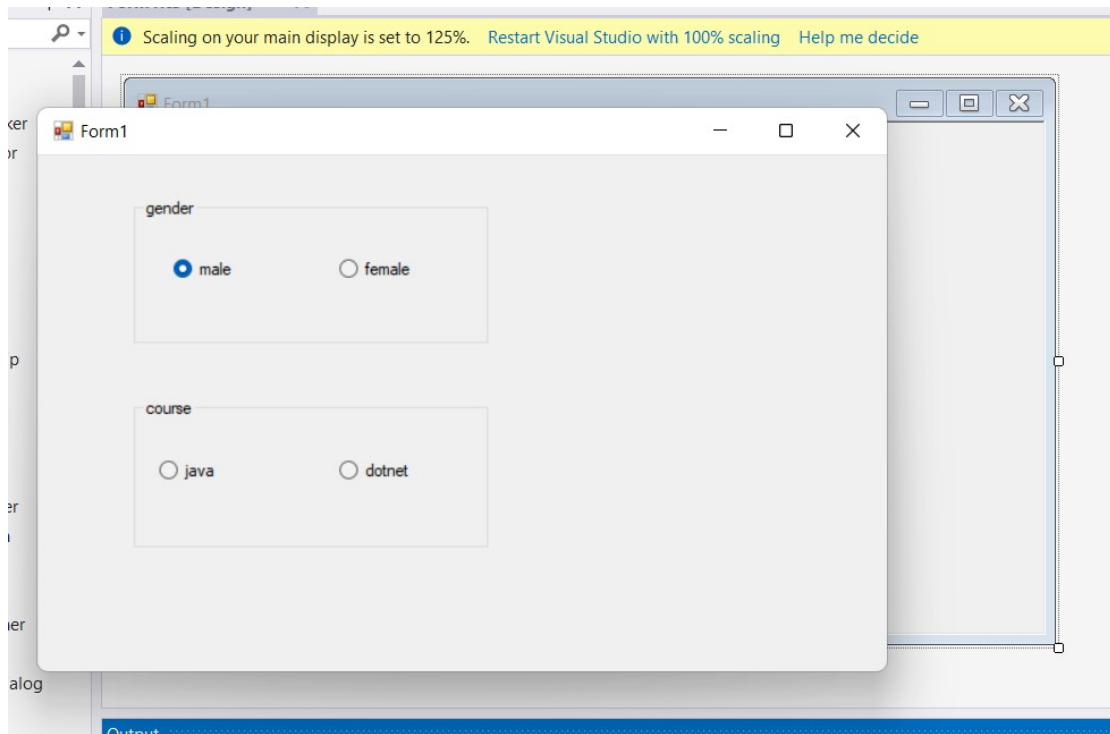 Scaling on your main display is set to 125%. Restart Visual Studio with 100% scaling Help me decide
Form1
Form1
gender
male female
course
java dotnet
alog
Output